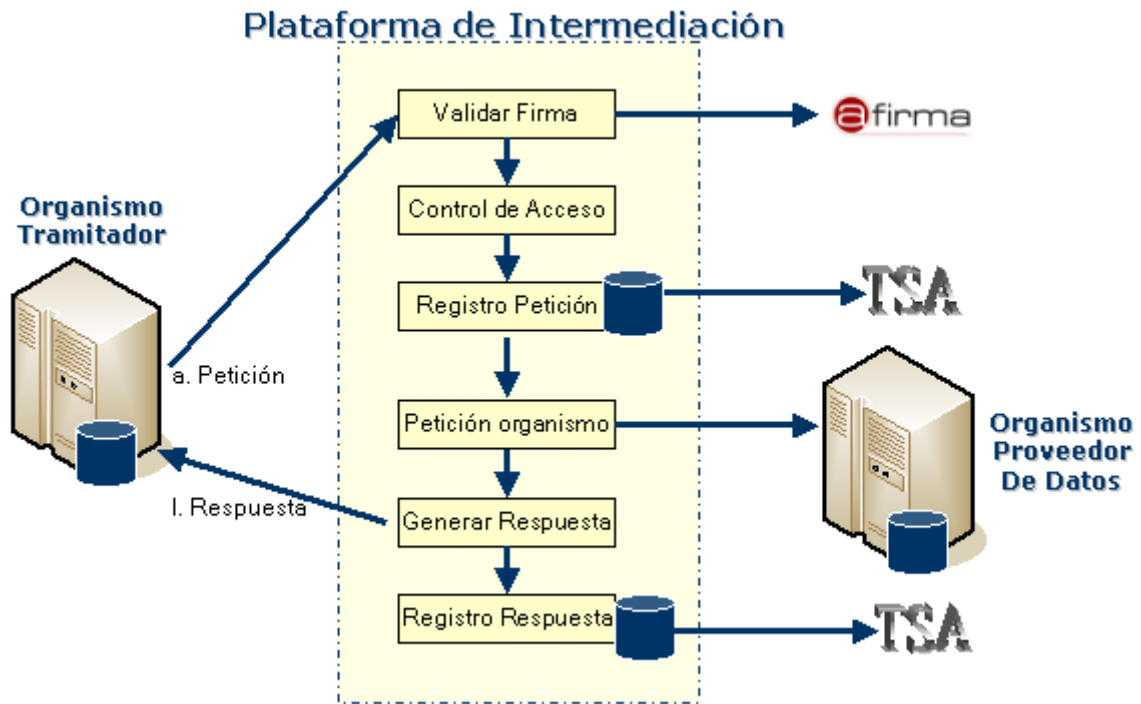 Plataforma de Intermediación
Validar Firma
@firma
Control de Acceso
Organismo
Tramitador
Registro Petición
TSA
a. Petición
Petición organismo
Organismo
Proveedor
De Datos
l. Respuesta
Generar Respuesta
Registro Respuesta
TSA